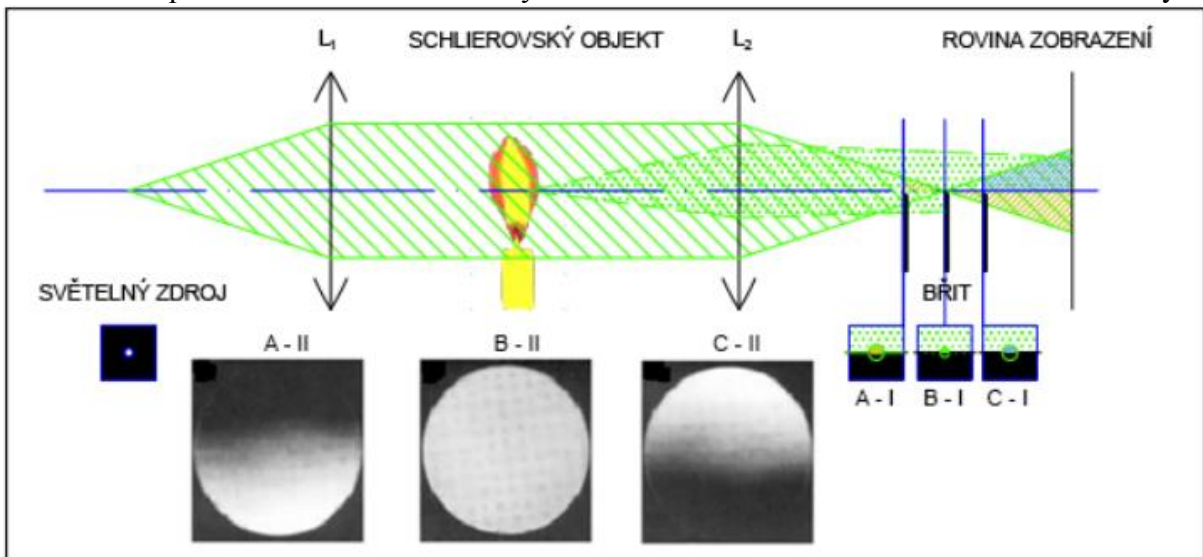 L₁ SCHLIEROVSKÝ OBJEKT L₂ ROVINA ZOBRAZENÍ
SVĚTELNÝ ZDROJ
BŘIT
A - II B - II C - II
A - I B - I C - I